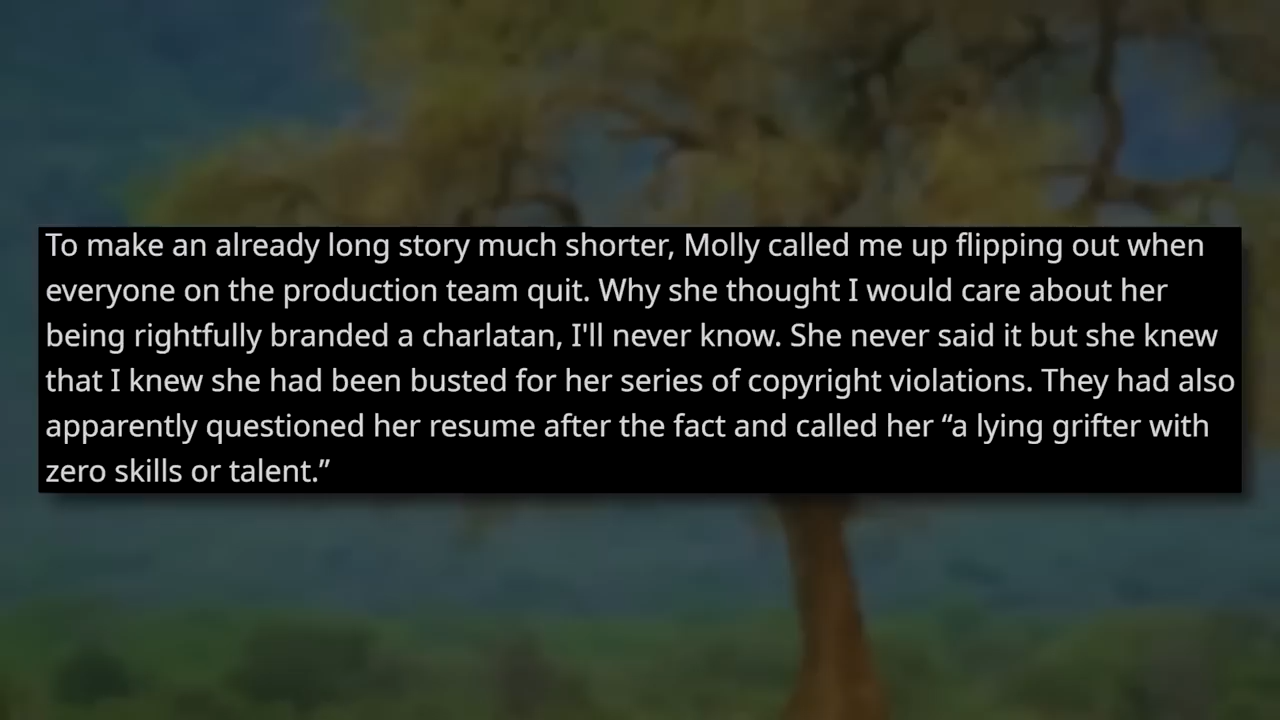 To make an already long story much shorter, Molly called me up flipping out when
everyone on the production team quit. Why she thought I would care about her
being rightfully branded a charlatan, I'll never know. She never said it but she knew
that I knew she had been busted for her series of copyright violations. They had also
apparently questioned her resume after the fact and called her “a lying grifter with
zero skills or talent.”